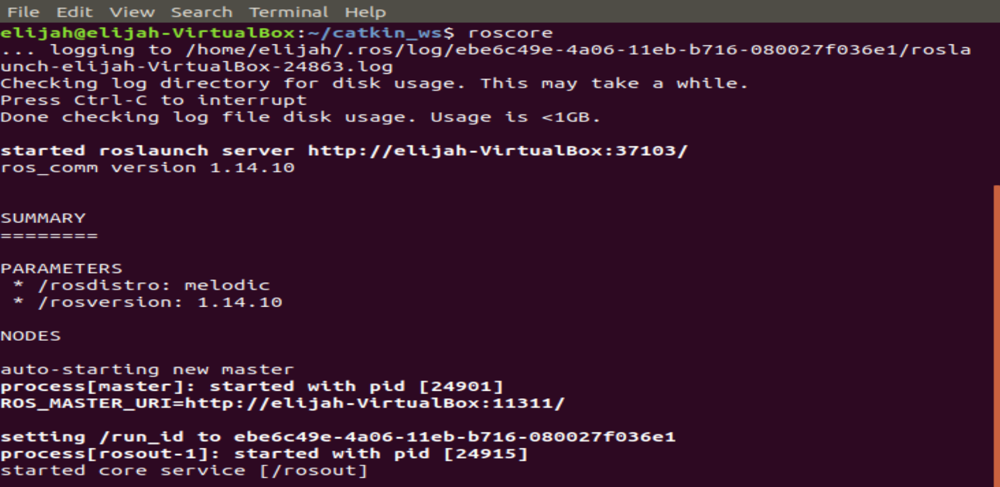 File Edit View Search Terminal Help
elijah@elijah-VirtualBox:~/catkin_ws$ roscore
... logging to /home/elijah/.ros/log/ebe6c49e-4a06-11eb-b716-080027f036e1/rosla
unch-elijah-VirtualBox-24863.log
Checking log directory for disk usage. This may take a while.
Press Ctrl-C to interrupt
Done checking log file disk usage. Usage is <1GB.
started roslaunch server http://elijah-VirtualBox:37103/
ros_comm version 1.14.10
SUMMARY
========
PARAMETERS
 * /rosdistro: melodic
 * /rosversion: 1.14.10
NODES
auto-starting new master
process[master]: started with pid [24901]
ROS_MASTER_URI=http://elijah-VirtualBox:11311/
setting /run_id to ebe6c49e-4a06-11eb-b716-080027f036e1
process[rosout-1]: started with pid [24915]
started core service [/rosout]